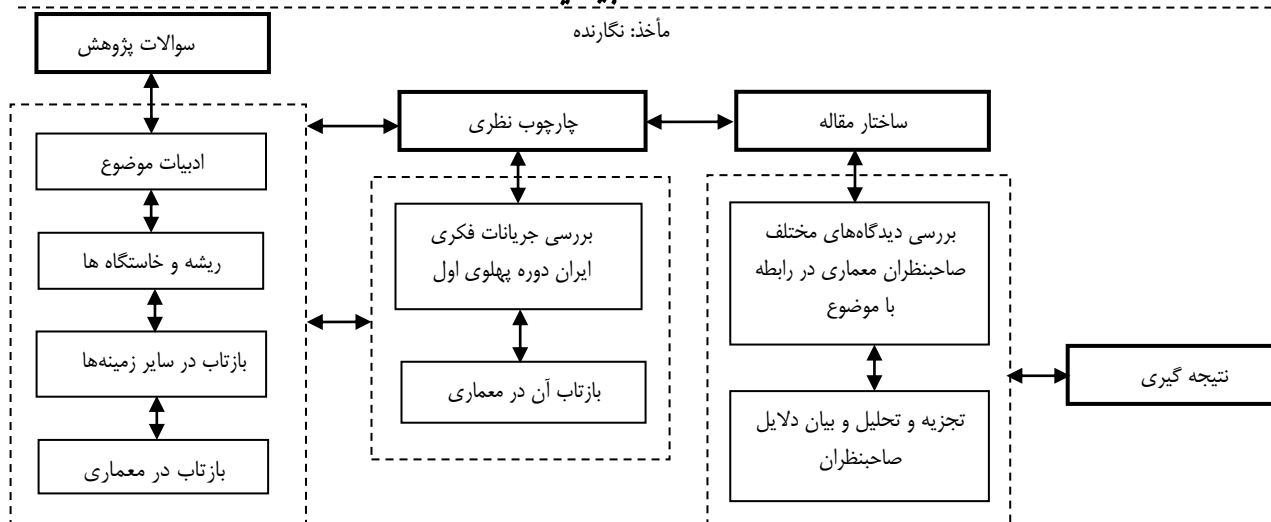 مأخذ: نگارنده
سوالات پژوهش
ادبیات موضوع
ریشه و خاستگاه ها
بازتاب در سایر زمینه‌ها
بازتاب در معماری
چارچوب نظری
بررسی جریانات فکری
ایران دوره پهلوی اول
بازتاب آن در معماری
ساختار مقاله
بررسی دیدگاه‌های مختلف
صاحبنظران معماری در رابطه
با موضوع
تجزیه و تحلیل و بیان دلایل
صاحبنظران
نتیجه گیری